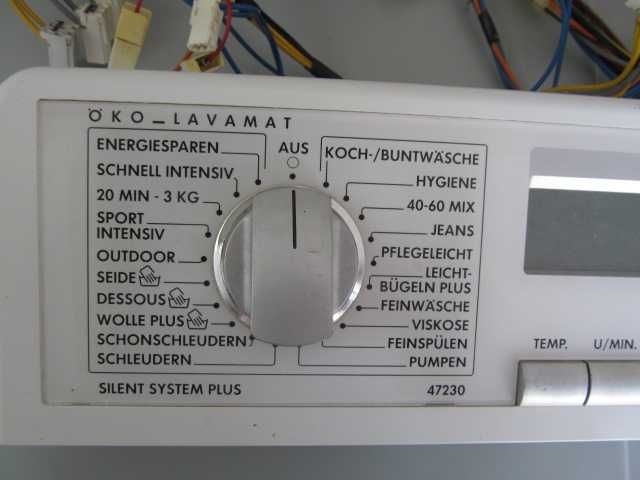 ÖKO_LAVAMAT
AUS
ENERGIESPAREN
SCHNELL INTENSIV
20 MIN - 3 KG
SPORT
INTENSIV
OUTDOOR
SEIDE
DESSOUS
WOLLE PLUS
SCHONSCHLEUDERN
SCHLEUDERN
KOCH-/BUNTWÄSCHE
HYGIENE
40-60 MIX
JEANS
PFLEGELEICHT
LEICHT-
BÜGELN PLUS
FEINWÄSCHE
VISKOSE
FEINSPÜLEN
PUMPEN
SILENT SYSTEM PLUS
47230
TEMP. U/MIN.